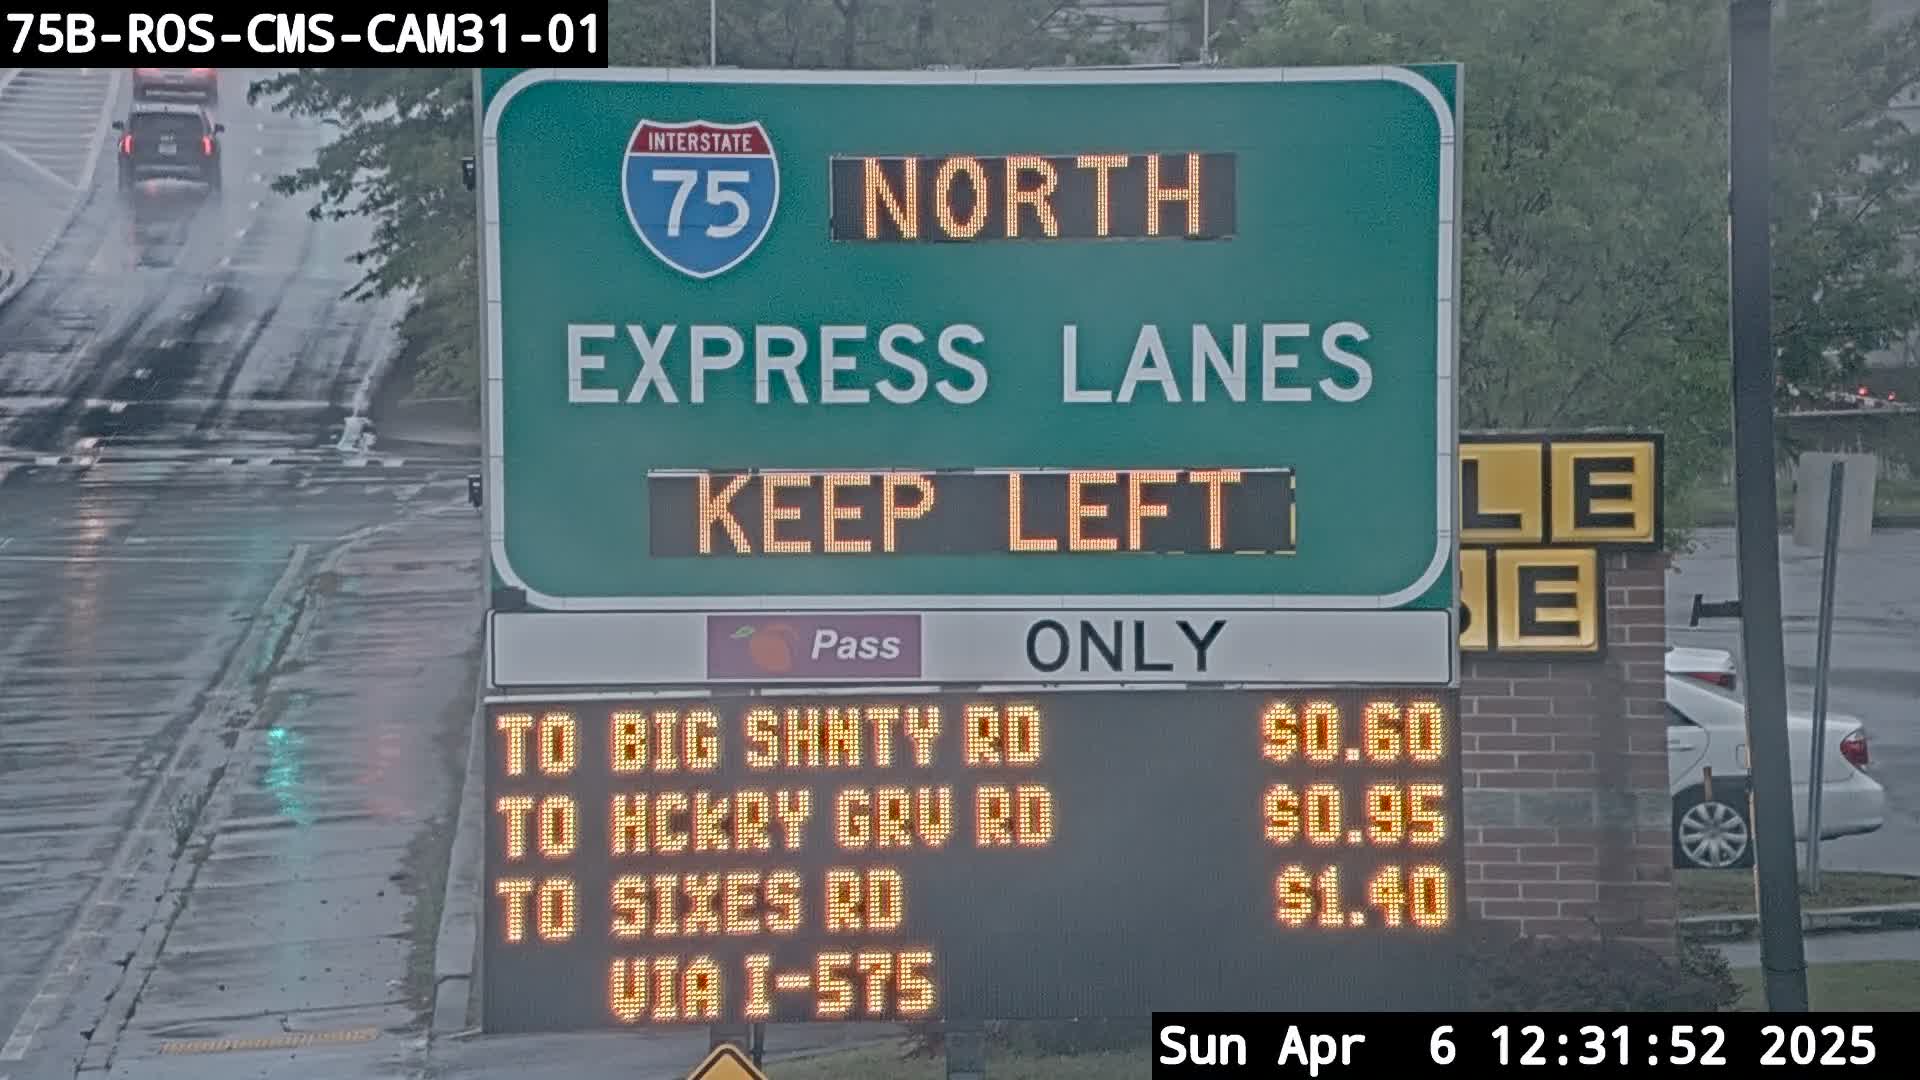 75B-ROS-CMS-CAM31-01
INTERSTATE
75 NORTH
EXPRESS LANES
KEEP LEFT
Pass ONLY
TO BIG SHNTY RD $0.60
TO HCKRY GRV RD $0.95
TO SIXES RD $1.40
VIA I-575
LE
E
Sun Apr 6 12:31:52 2025